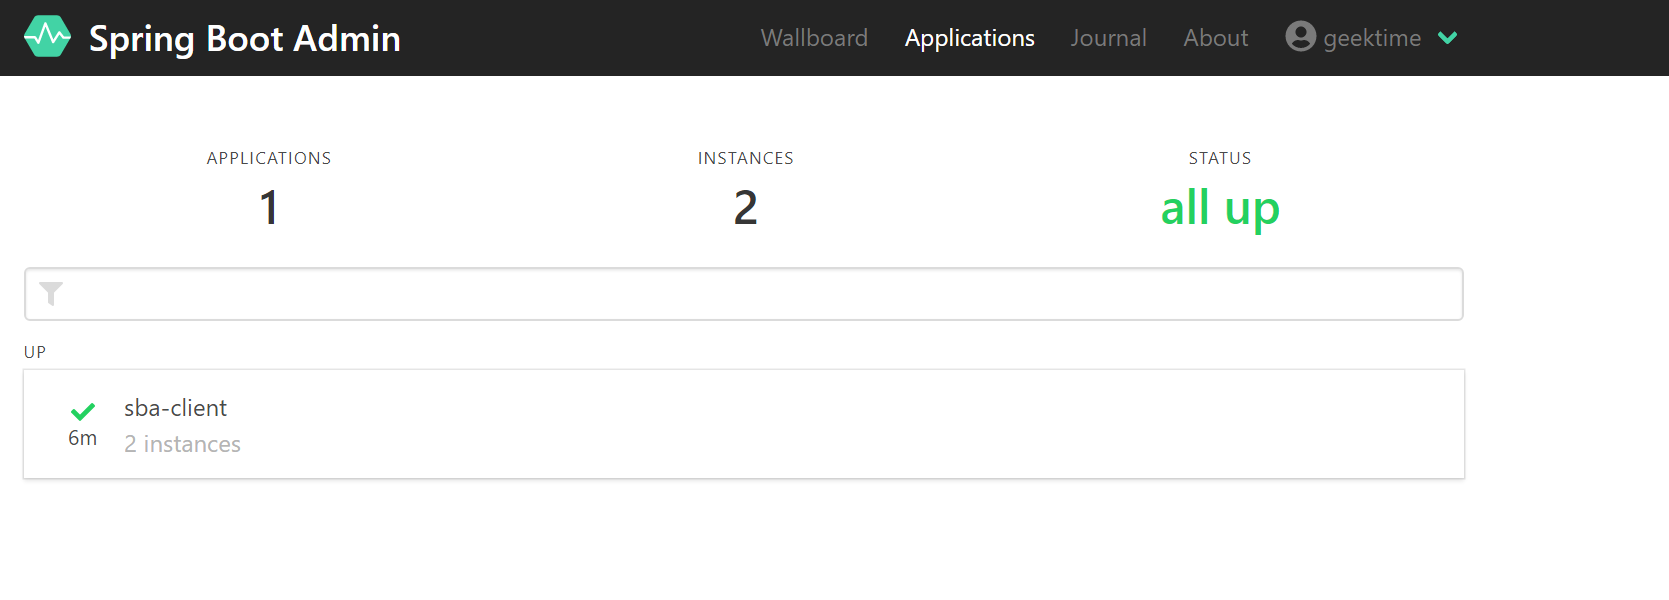 Spring Boot Admin
Wallboard Applications Journal About geektime
APPLICATIONS INSTANCES STATUS
1 2 all up
UP
sba-client
6m
2 instances